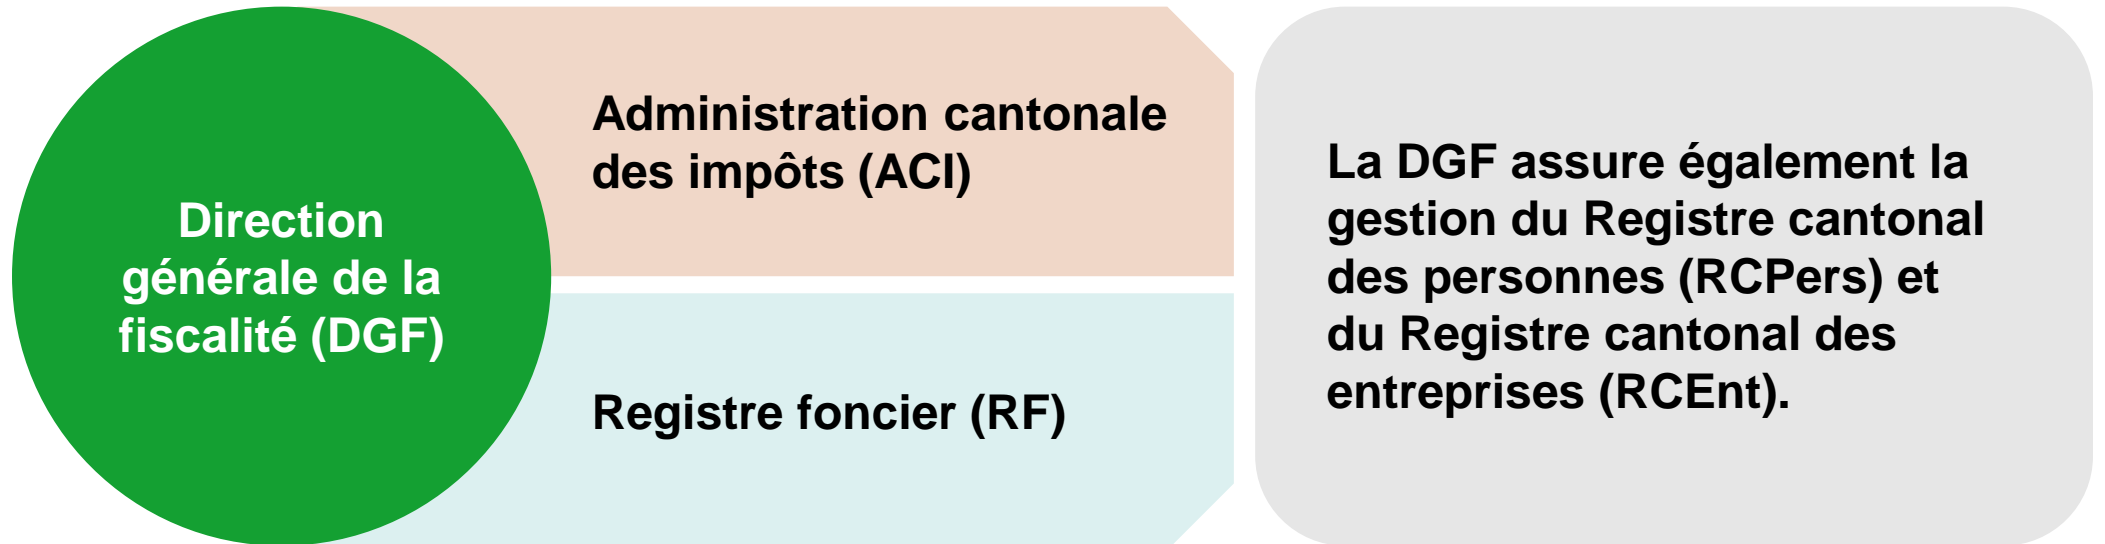 Direction
générale de la
fiscalité (DGF)
Administration cantonale
des impôts (ACI)
Registre foncier (RF)
La DGF assure également la
gestion du Registre cantonal
des personnes (RCPers) et
du Registre cantonal des
entreprises (RCEnt).